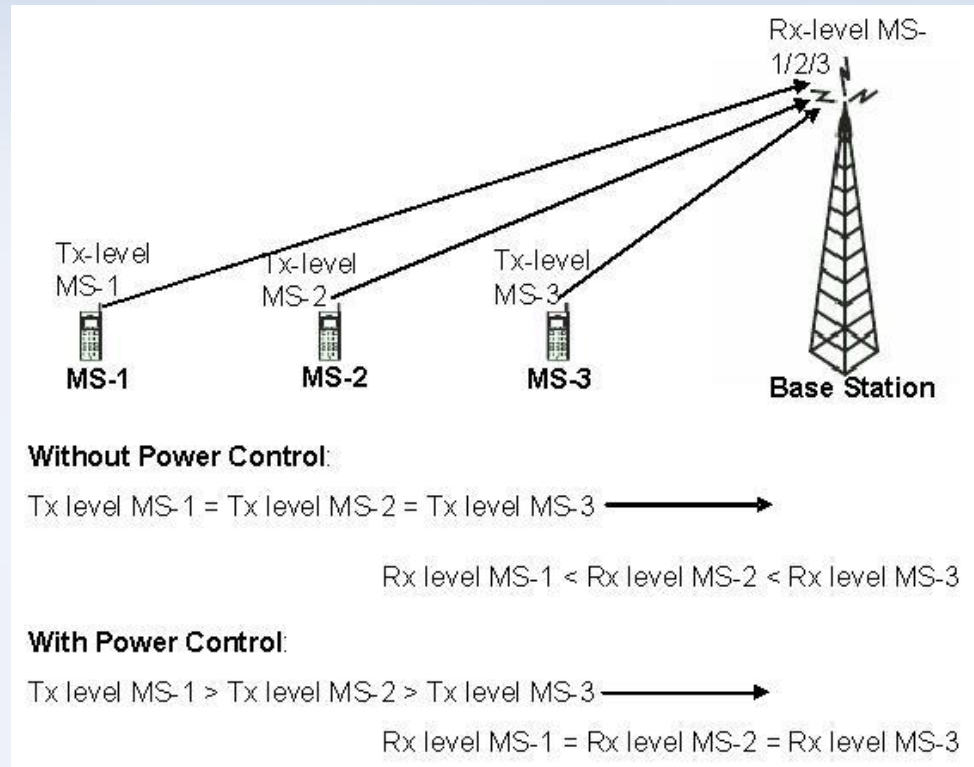 Rx-level MS-
1/2/3
Tx-level
MS-1
Tx-level
MS-2
Tx-level
MS-3
MS-1
MS-2
MS-3
Base Station
Without Power Control:
Tx level MS-1 = Tx level MS-2 = Tx level MS-3
Rx level MS-1 < Rx level MS-2 < Rx level MS-3
With Power Control:
Tx level MS-1 > Tx level MS-2 > Tx level MS-3
Rx level MS-1 = Rx level MS-2 = Rx level MS-3